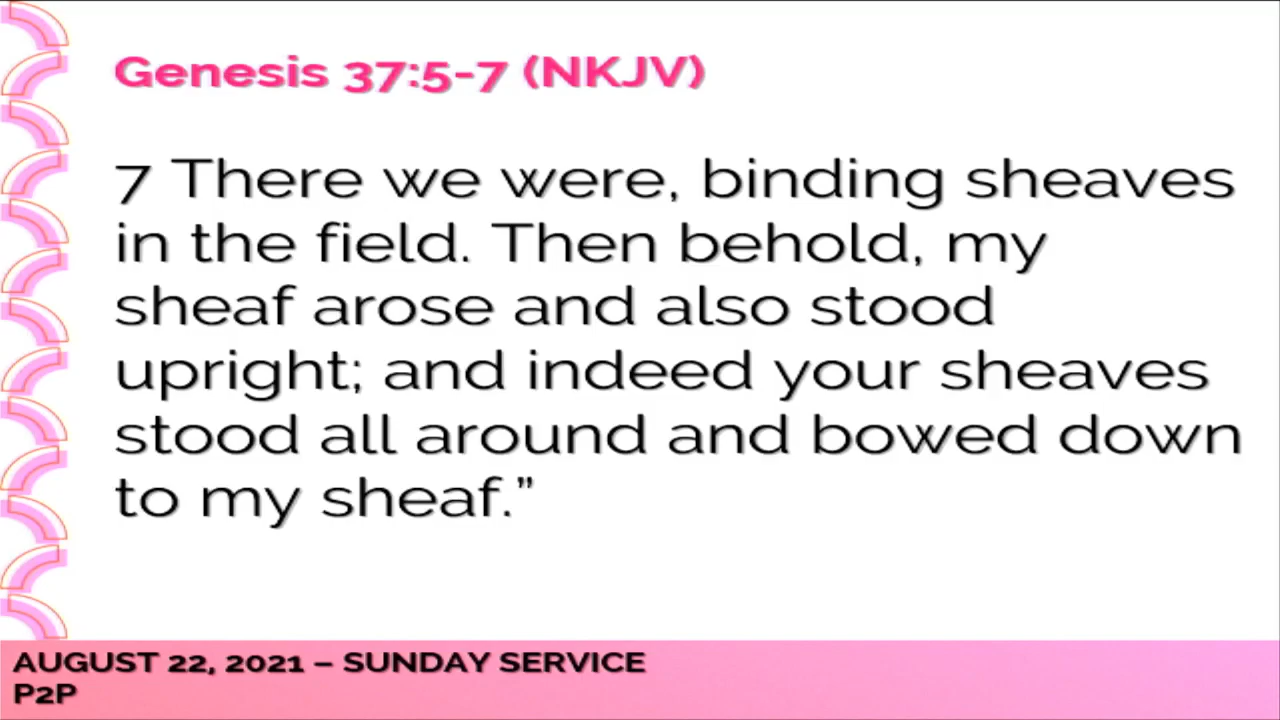 Genesis 37:5-7 (NKJV)
7 There we were, binding sheaves
in the field. Then behold, my
sheaf arose and also stood
upright; and indeed your sheaves
stood all around and bowed down
to my sheaf.”
AUGUST 22, 2021 – SUNDAY SERVICE
P2P